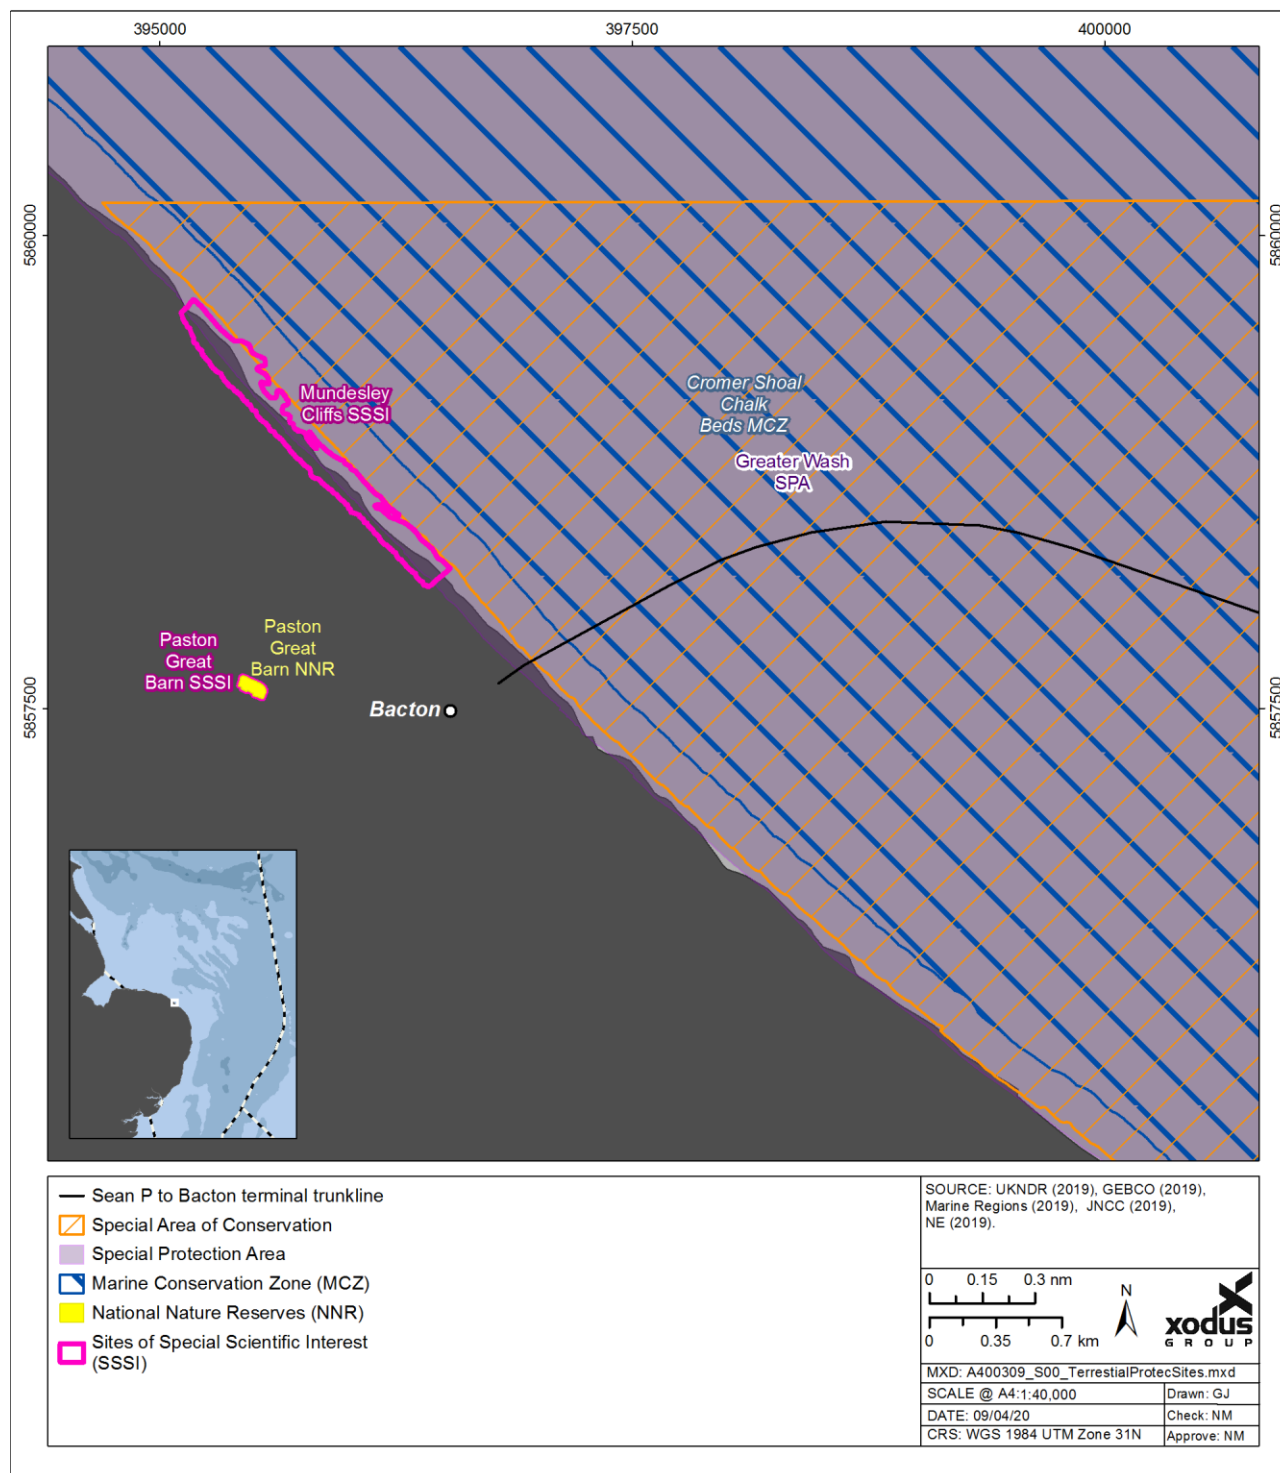 395000
397500
400000
5860000
5860000
Mundesley
Cliffs SSSI
Cromer Shoal
Chalk
Beds MCZ
Greater Wash
SPA
Paston
Great
Barn SSSI
Paston
Great
Barn NNR
Bacton
5857500
5857500
Sean P to Bacton terminal trunkline
Special Area of Conservation
Special Protection Area
Marine Conservation Zone (MCZ)
National Nature Reserves (NNR)
Sites of Special Scientific Interest
(SSSI)
SOURCE: UKNDR (2019), GEBCO (2019),
Marine Regions (2019), JNCC (2019),
NE (2019).
0 0.15 0.3 nm
0 0.35 0.7 km
N
xodus
GROUP
MXD: A400309_S00_TerrestialProtecSites.mxd
SCALE @ A4:1:40,000
Drawn: GJ
DATE: 09/04/20
Check: NM
CRS: WGS 1984 UTM Zone 31N
Approve: NM